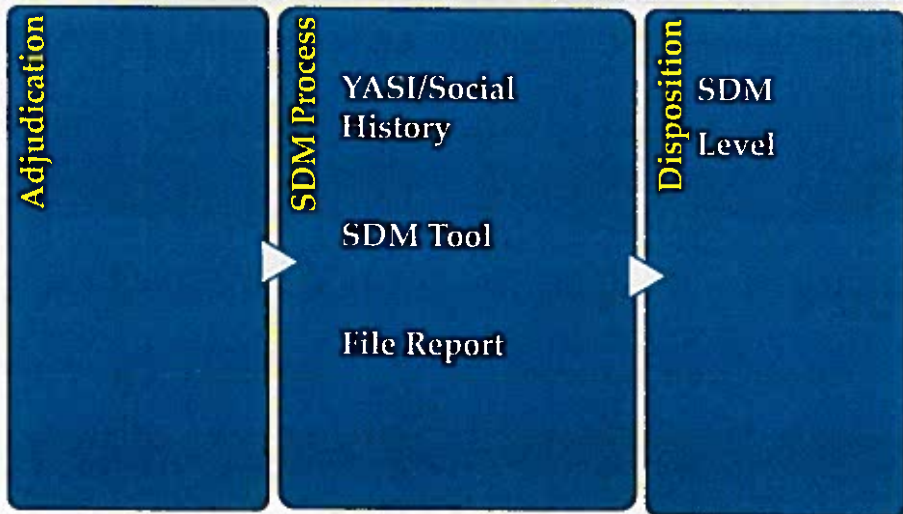 Adjudication
SDM Process
YASI/Social
History
SDM Tool
File Report
Disposition
SDM
Level